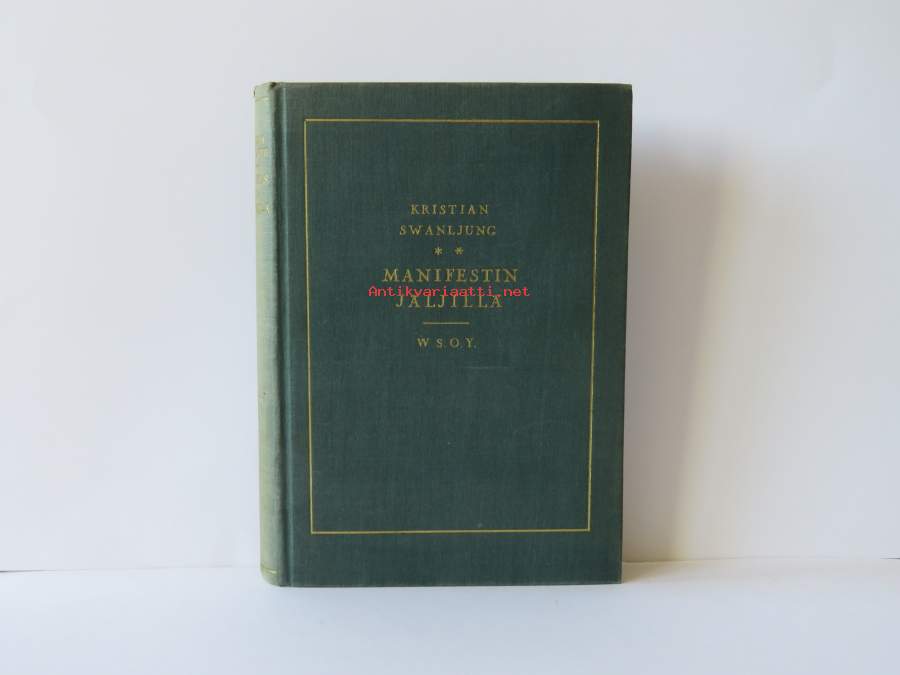 KRISTIAN
SWANLJUNG
* *
MANIFESTIN
Antikvariaatti.net
JÄLJILLÄ
W S.O.Y.